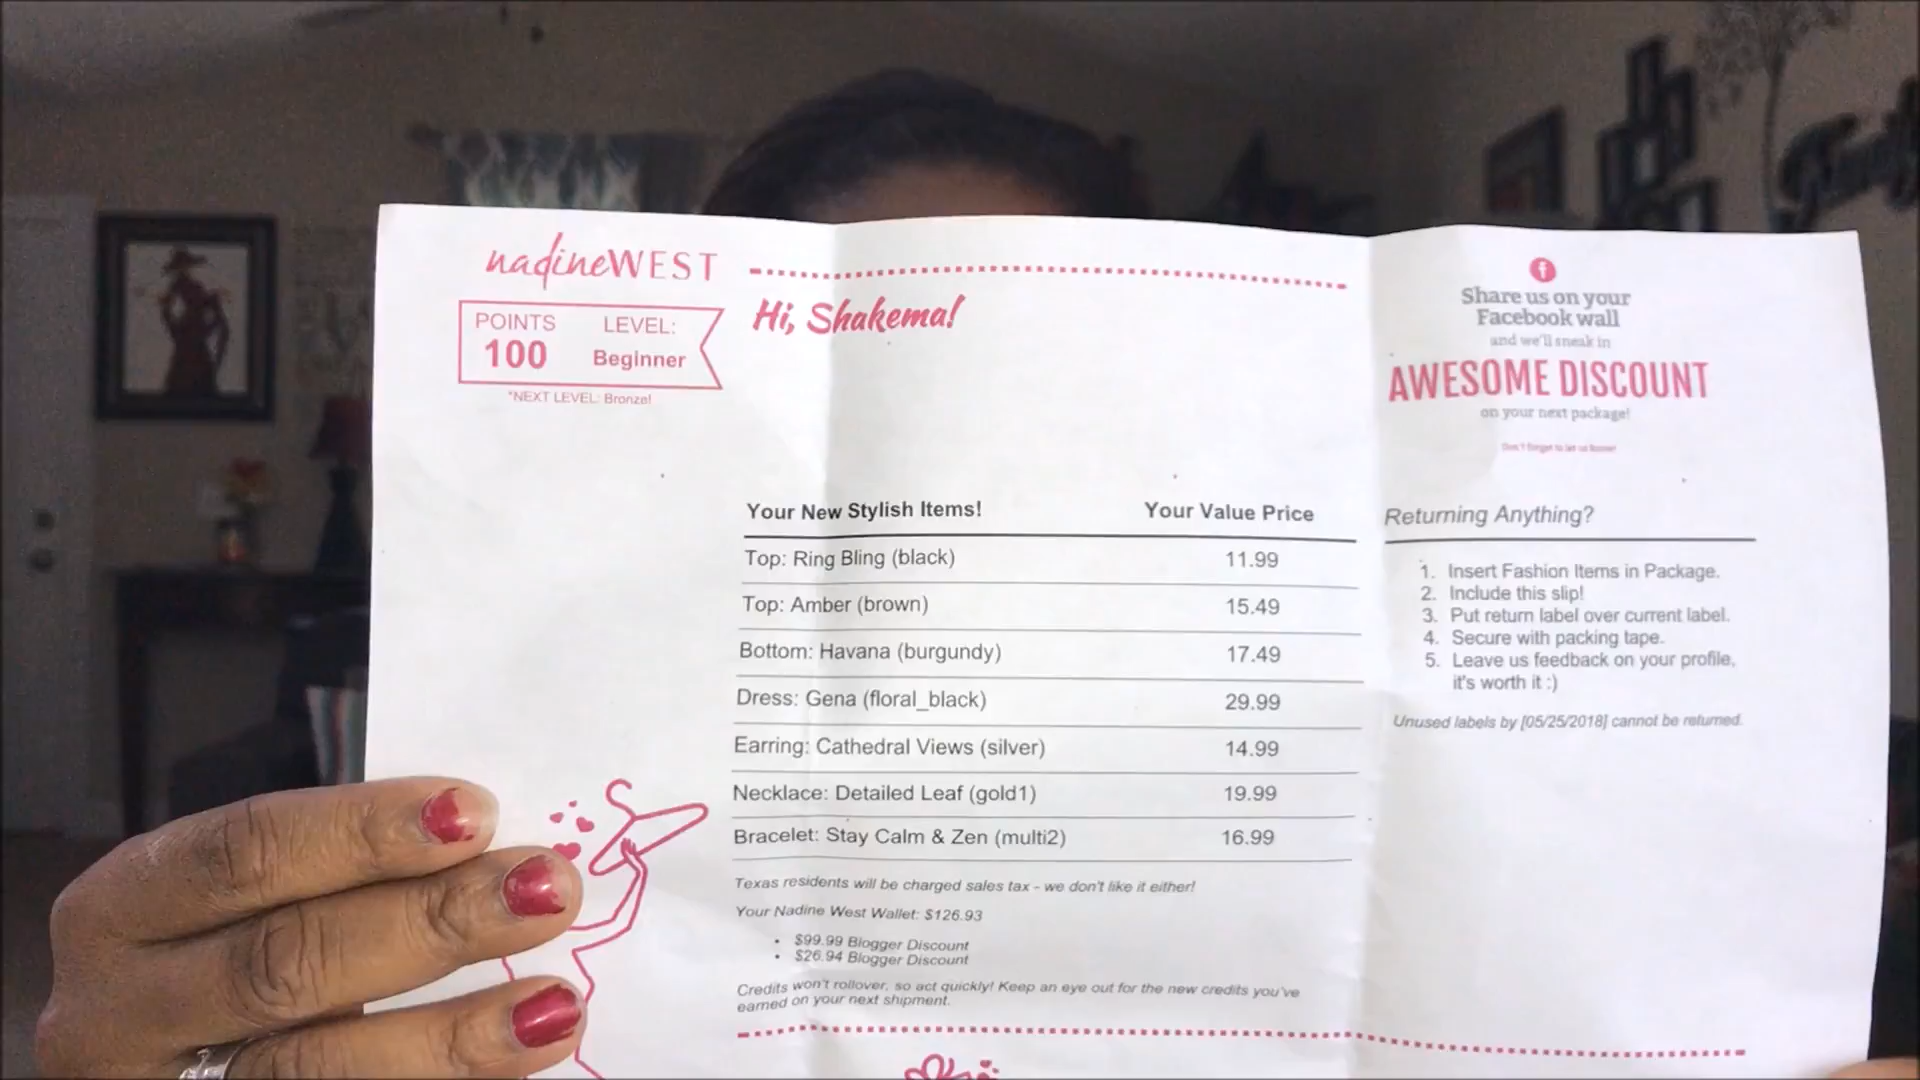 nadineWEST
POINTS
100
LEVEL:
Beginner
*NEXT LEVEL: Bronze!
Hi, Shakema!
Share us on your
Facebook wall
and we'll sneak in
AWESOME DISCOUNT
on your next package!
Don't forget to let us know!
Your New Stylish Items! Your Value Price
Top: Ring Bling (black) 11.99
Top: Amber (brown) 15.49
Bottom: Havana (burgundy) 17.49
Dress: Gena (floral_black) 29.99
Earring: Cathedral Views (silver) 14.99
Necklace: Detailed Leaf (gold1) 19.99
Bracelet: Stay Calm & Zen (multi2) 16.99
Texas residents will be charged sales tax - we don't like it either!
Your Nadine West Wallet: $126.93
• $99.99 Blogger Discount
• $26.94 Blogger Discount
Credits won't rollover, so act quickly! Keep an eye out for the new credits you've
earned on your next shipment.
Returning Anything?
1. Insert Fashion Items in Package.
2. Include this slip!
3. Put return label over current label.
4. Secure with packing tape.
5. Leave us feedback on your profile,
it's worth it :)
Unused labels by [05/25/2018] cannot be returned.